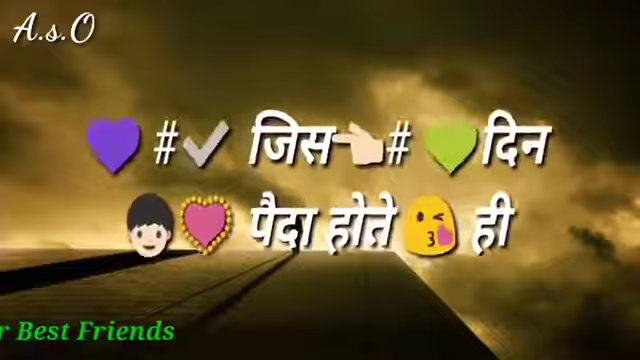 A.s.O
💜 #✔ जिस👈🏻# 💚दिन
👦🏻💟 पैदा होते😘 ही
r Best Friends